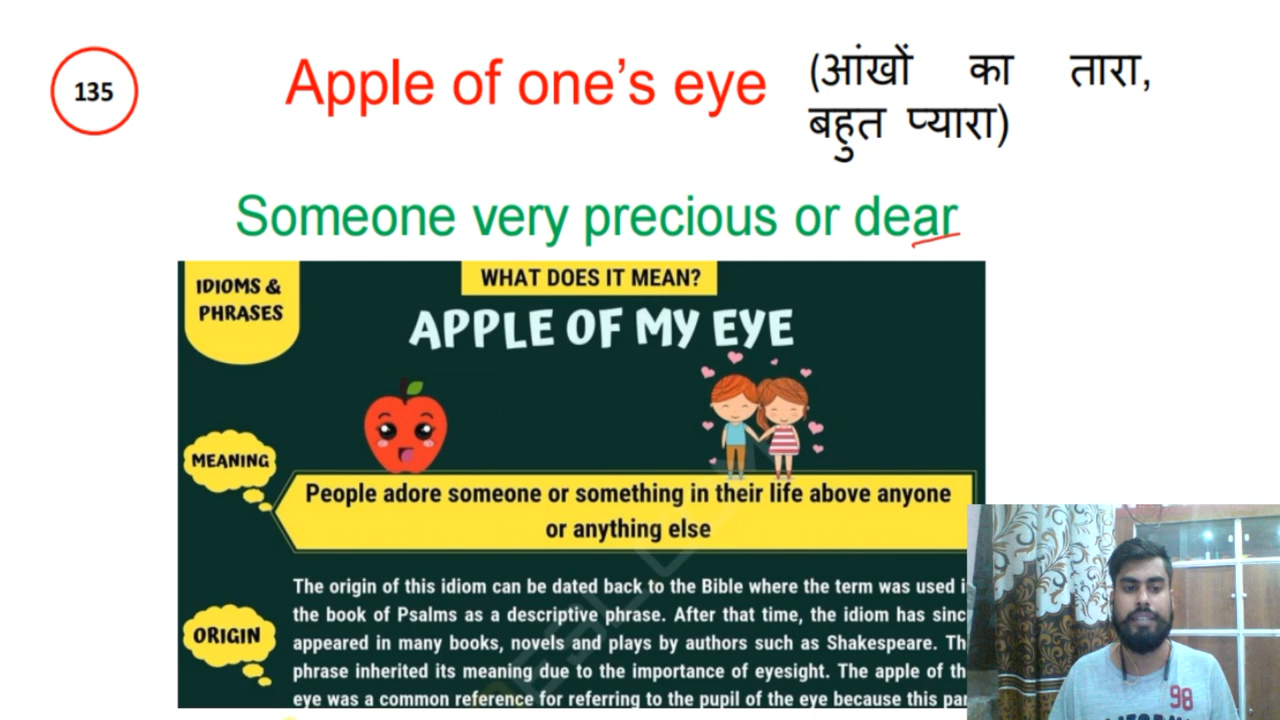 135
Apple of one’s eye
(आंखों का तारा,
बहुत प्यारा)
Someone very precious or dear
IDIOMS &
PHRASES
WHAT DOES IT MEAN?
APPLE OF MY EYE
MEANING
People adore someone or something in their life above anyone
or anything else
ORIGIN
The origin of this idiom can be dated back to the Bible where the term was used
the book of Psalms as a descriptive phrase. After that time, the idiom has
appeared in many books, novels and plays by authors such as Shakespeare.
phrase inherited its meaning due to the importance of eyesight. The apple of
eye was a common reference for referring to the pupil of the eye because this
98